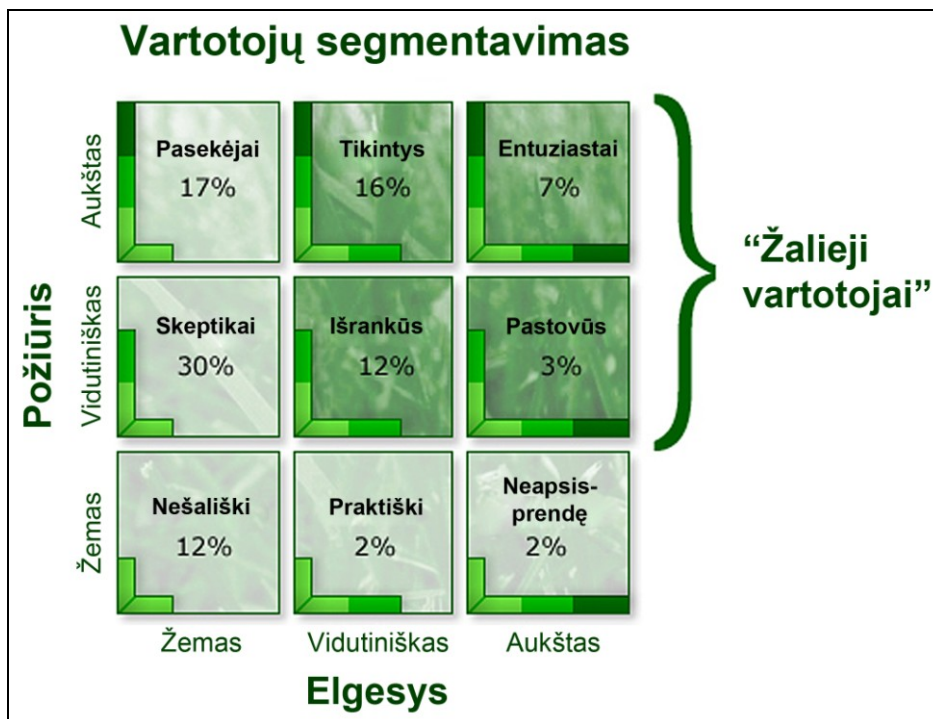 Vartotojų segmentavimas
Aukštas
Pasekėjai
17%
Tikintys
16%
Entuziastai
7%
“Žalieji
vartotojai”
Požiūris
Vidutiniškas
Skeptikai
30%
Išrankūs
12%
Pastovūs
3%
Žemas
Nešališki
12%
Praktiški
2%
Neapsis-
prendę
2%
Žemas
Vidutiniškas
Aukštas
Elgesys